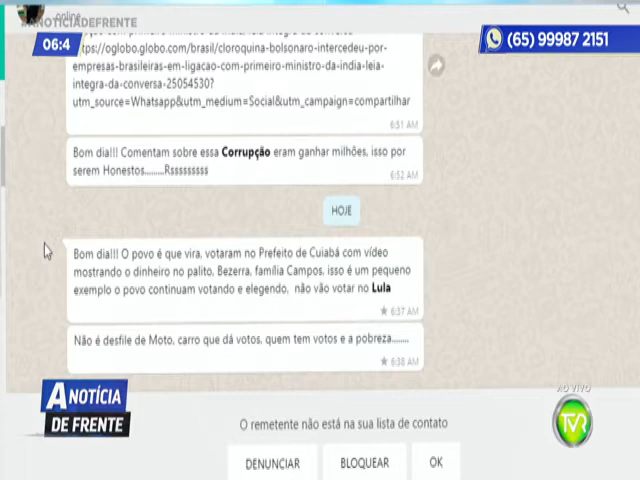 online
#ANOTÍCIADEFRENTE
06:4
(65) 99987 2151
ttps://oglobo.globo.com/brasil/cloroquina-bolsonaro-intercedeu-por-
empresas-brasileiras-em-ligacao-com-primeiro-ministro-da-india-leia-
integra-da-conversa-25054530?
utm_source=Whatsapp&utm_medium=Social&utm_campaign=compartilhar
6:51 AM
Bom dia!!! Comentam sobre essa Corrupção eram ganhar milhões, isso por
serem Honestos.........Rsssssssss
6:52 AM
HOJE
Bom dia!!! O povo é que vira, votaram no Prefeito de Cuiabá com vídeo
mostrando o dinheiro no palito, Bezerra, família Campos, isso é um pequeno
exemplo o povo continuam votando e elegendo, não vão votar no Lula
6:37 AM
Não é desfile de Moto, carro que dá votos, quem tem votos e a pobreza........
6:38 AM
A NOTÍCIA
DE FRENTE
AO VIVO
TVR
O remetente não está na sua lista de contato
DENUNCIAR
BLOQUEAR
OK